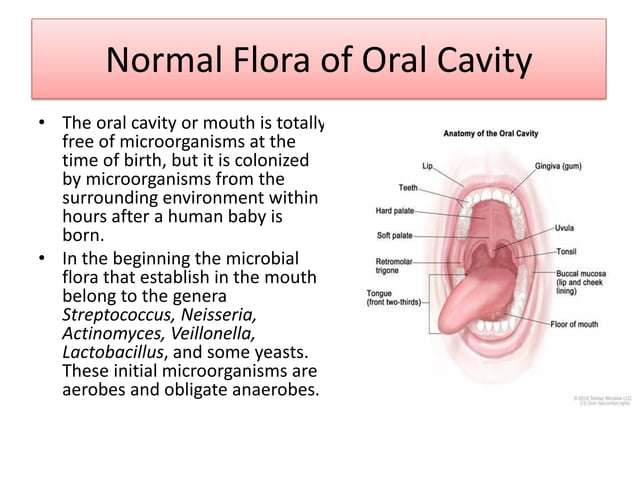 Normal Flora of Oral Cavity
• The oral cavity or mouth is totally
free of microorganisms at the
time of birth, but it is colonized
by microorganisms from the
surrounding environment within
hours after a human baby is
born.
• In the beginning the microbial
flora that establish in the mouth
belong to the genera
Streptococcus, Neisseria,
Actinomyces, Veillonella,
Lactobacillus, and some yeasts.
These initial microorganisms are
aerobes and obligate anaerobes.
Anatomy of the Oral Cavity
Lip
Gingiva (gum)
Teeth
Hard palate
Soft palate
Uvula
Tonsil
Retromolar
trigone
Buccal mucosa
(lip and cheek
lining)
Tongue
(front two-thirds)
Floor of mouth
© 2012 Terese Winslow LLC